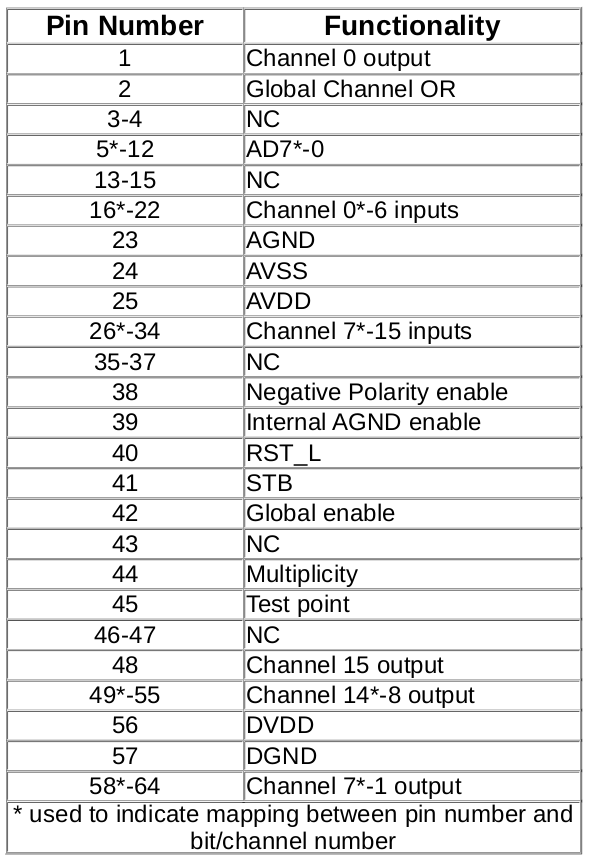 Pin Number Functionality
1 Channel 0 output
2 Global Channel OR
3-4 NC
5*-12 AD7*-0
13-15 NC
16*-22 Channel 0*-6 inputs
23 AGND
24 AVSS
25 AVDD
26*-34 Channel 7*-15 inputs
35-37 NC
38 Negative Polarity enable
39 Internal AGND enable
40 RST_L
41 STB
42 Global enable
43 NC
44 Multiplicity
45 Test point
46-47 NC
48 Channel 15 output
49*-55 Channel 14*-8 output
56 DVDD
57 DGND
58*-64 Channel 7*-1 output
* used to indicate mapping between pin number and
bit/channel number